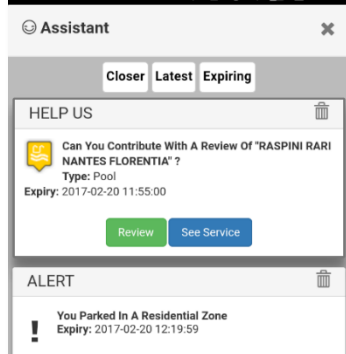 Assistant
Closer Latest Expiring
HELP US
Can You Contribute With A Review Of "RASPINI RARI
NANTES FLORENTIA" ?
Type: Pool
Expiry: 2017-02-20 11:55:00
Review See Service
ALERT
You Parked In A Residential Zone
Expiry: 2017-02-20 12:19:59